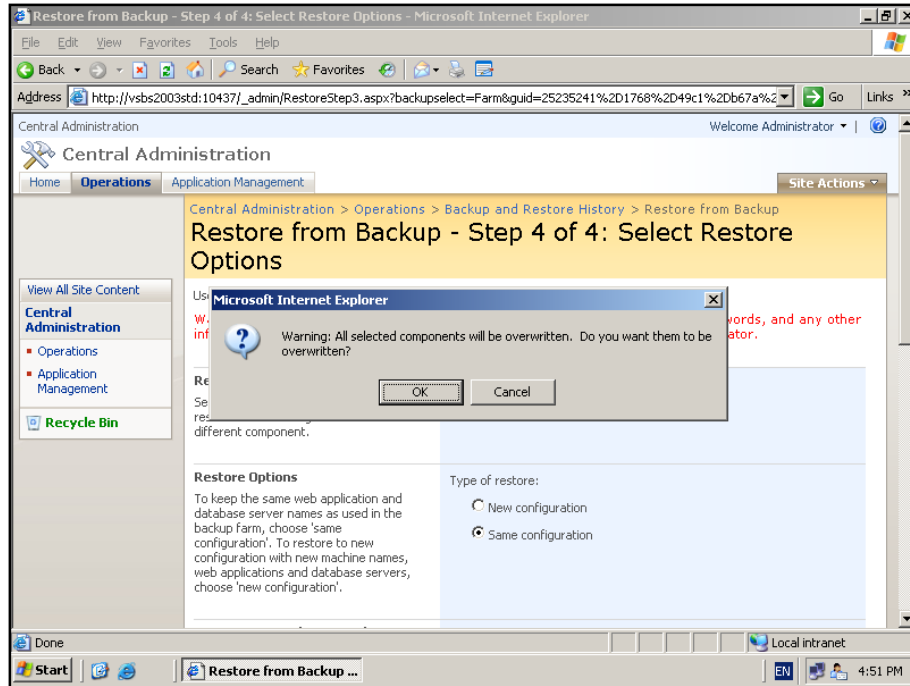 Restore from Backup - Step 4 of 4: Select Restore Options - Microsoft Internet Explorer
File Edit View Favorites Tools Help
Back Search Favorites
Address http://vsbs2003std:10437/_admin/RestoreStep3.aspx?backupselect=Farm&guid=25235241%2D1768%2D49c1%2Db67a%2 Go Links »
Central Administration Welcome Administrator
Central Administration
Home Operations Application Management Site Actions
Central Administration > Operations > Backup and Restore History > Restore from Backup
Restore from Backup - Step 4 of 4: Select Restore
Options
View All Site Content
Central
Administration
Operations
Application
Management
Recycle Bin
Microsoft Internet Explorer
Warning: All selected components will be overwritten. Do you want them to be
overwritten?
OK Cancel
and any other
different component.
Restore Options
To keep the same web application and
database server names as used in the
backup farm, choose 'same
configuration'. To restore to new
configuration with new machine names,
web applications and database servers,
choose 'new configuration'.
Type of restore:
New configuration
Same configuration
Done Local intranet
Start Restore from Backup ... EN 4:51 PM